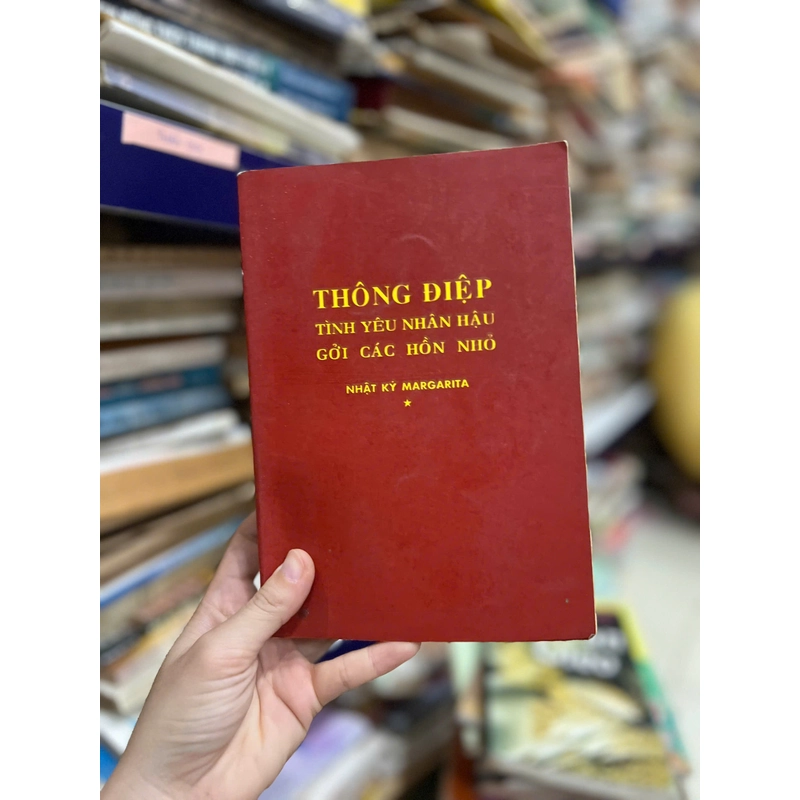 THÔNG ĐIỆP
TÌNH YÊU NHÂN HẬU
GỞI CÁC HỒN NHỎ
NHẬT KÝ MARGARITA
★